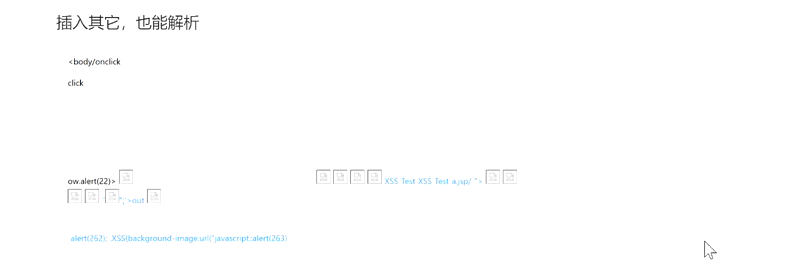 插入其它，也能解析
<body/onclick
click
ow.alert(22)> XSS Test XSS Test a.jsp/ ">
";'>out
alert(262); .XSS{background-image:url("javascript:alert(263)